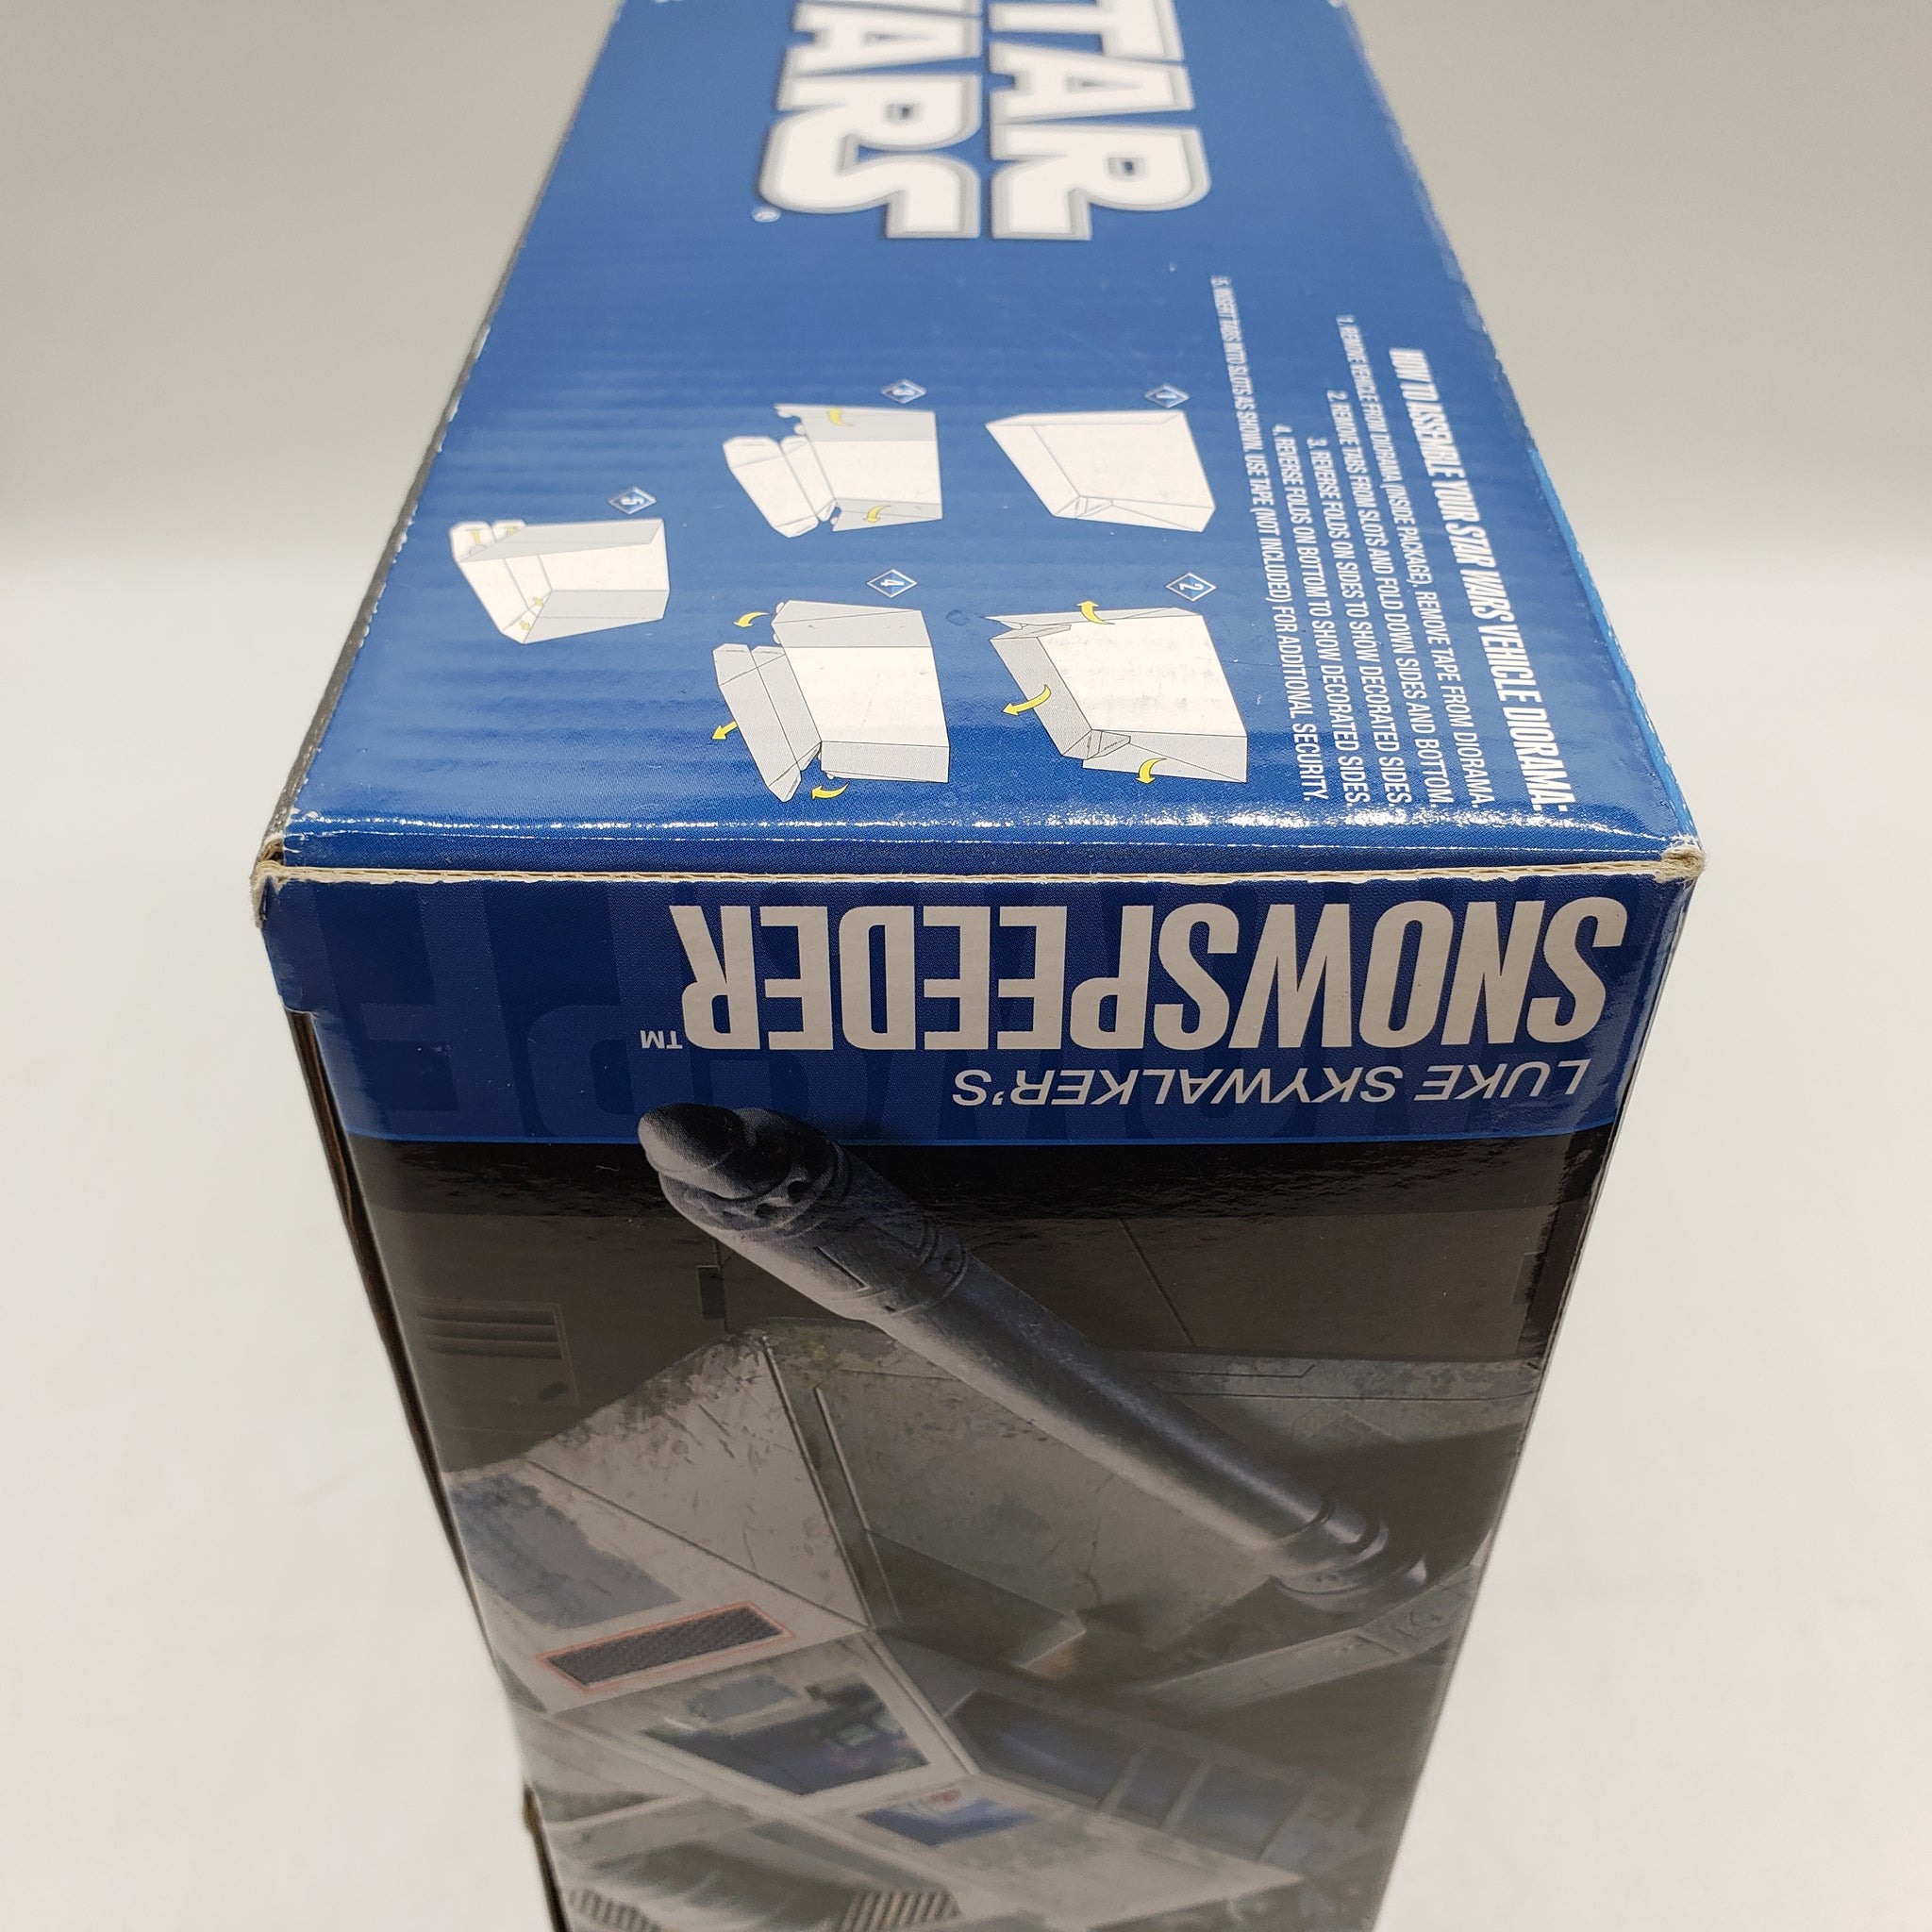 STAR
WARS®
HOW TO ASSEMBLE YOUR STAR WARS VEHICLE DIORAMA:
1. REMOVE VEHICLE FROM DIORAMA (INSIDE PACKAGE). REMOVE TAPE FROM DIORAMA.
2. REMOVE TABS FROM SLOTS AND FOLD DOWN SIDES AND BOTTOM.
3. REVERSE FOLDS ON SIDES TO SHOW DECORATED SIDES.
4. REVERSE FOLDS ON BOTTOM TO SHOW DECORATED SIDES.
5. INSERT TABS INTO SLOTS AS SHOWN. USE TAPE (NOT INCLUDED) FOR ADDITIONAL SECURITY.
1
2
3
4
5
LUKE SKYWALKER'S
SNOWSPEEDER™